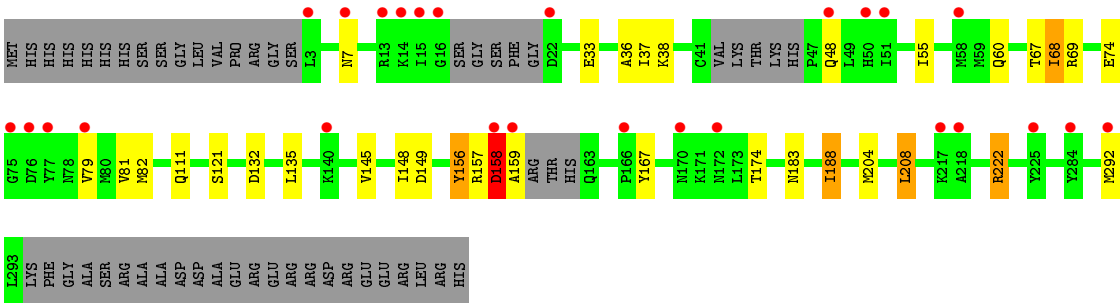 MET HIS HIS HIS HIS HIS HIS SER SER GLY LEU VAL PRO ARG GLY SER L3 N7 R13 K14 I15 G16 SER GLY SER PHE GLY D22 E33 A36 I37 K38 C41 VAL LYS THR LYS HIS P47 Q48 L49 H50 I51 I55 M58 M59 Q60 T67 I68 R69 E74
G75 D76 Y77 N78 V79 M80 V81 M82 Q111 S121 D132 L135 K140 V145 I148 D149 Y156 R157 D158 A159 ARG THR HIS Q163 P166 Y167 N170 K171 N172 L173 T174 N183 I188 M204 L208 K217 A218 R222 Y225 Y284 M292
L293 LYS PHE GLY ALA SER ARG ALA ALA ASP ASP ALA GLU ARG GLU ARG ARG ASP ARG GLU GLU ARG LEU ARG HIS